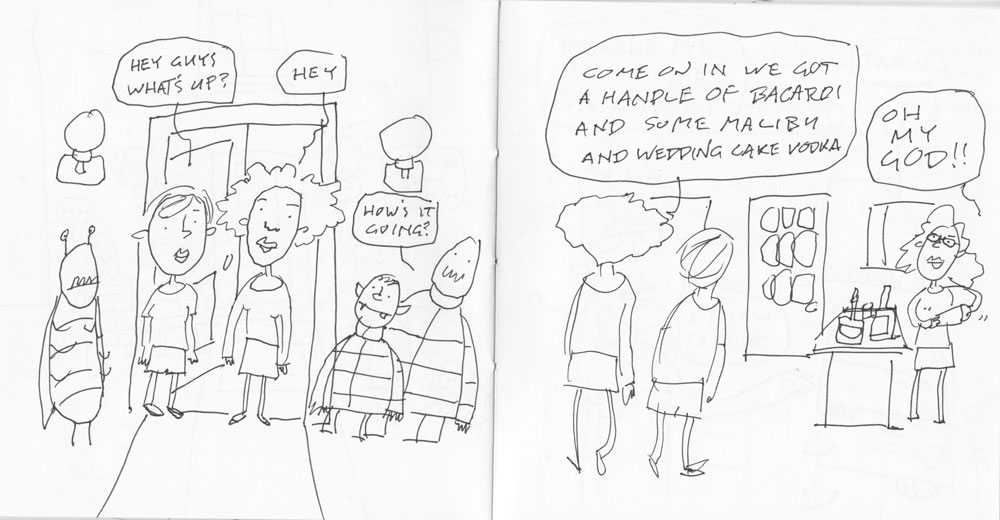 HEY GUYS
WHAT'S UP?
HEY
HOW'S IT
GOING?
COME ON IN WE GOT
A HANDLE OF BACARDI
AND SOME MALIBU
AND WEDDING CAKE VODKA
OH
MY
GOD!!